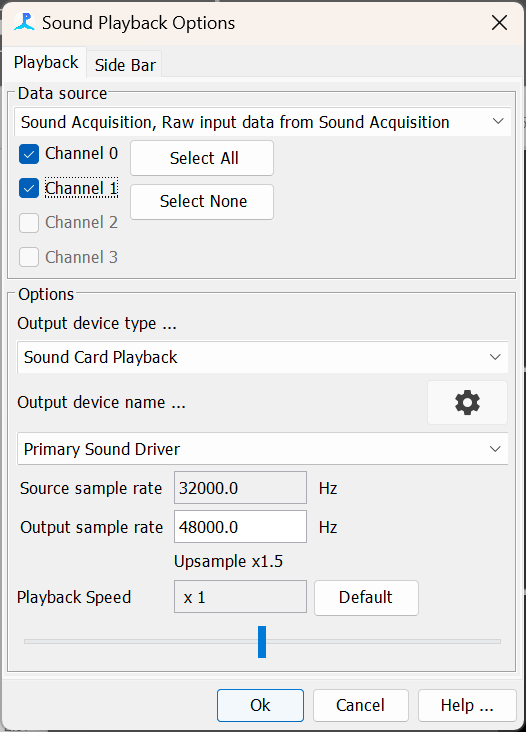 Sound Playback Options
Playback
Side Bar
Data source
Sound Acquisition, Raw input data from Sound Acquisition
Channel 0
Select All
Channel 1
Select None
Channel 2
Channel 3
Options
Output device type ...
Sound Card Playback
Output device name ...
Primary Sound Driver
Source sample rate 32000.0 Hz
Output sample rate 48000.0 Hz
Upsample x1.5
Playback Speed x 1 Default
Ok Cancel Help ...